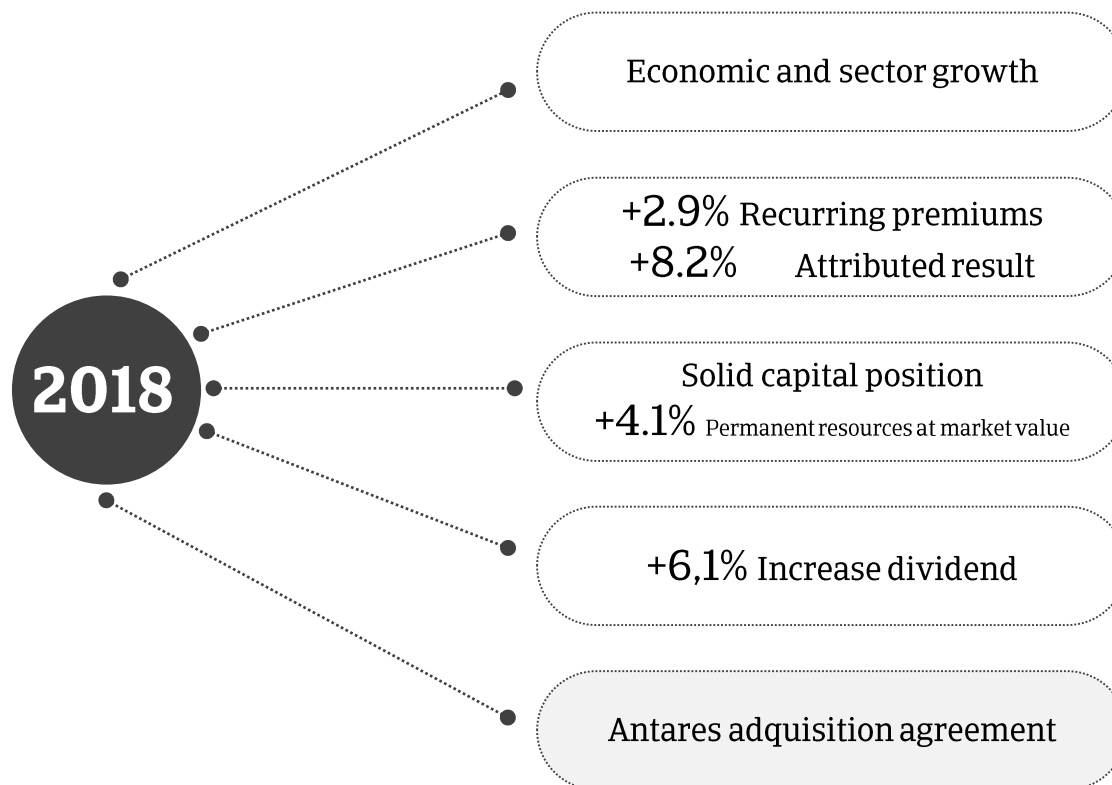 Economic and sector growth
+2.9% Recurring premiums
+8.2% Attributed result
2018
Solid capital position
+4.1% Permanent resources at market value
+6,1% Increase dividend
Antares adquisition agreement